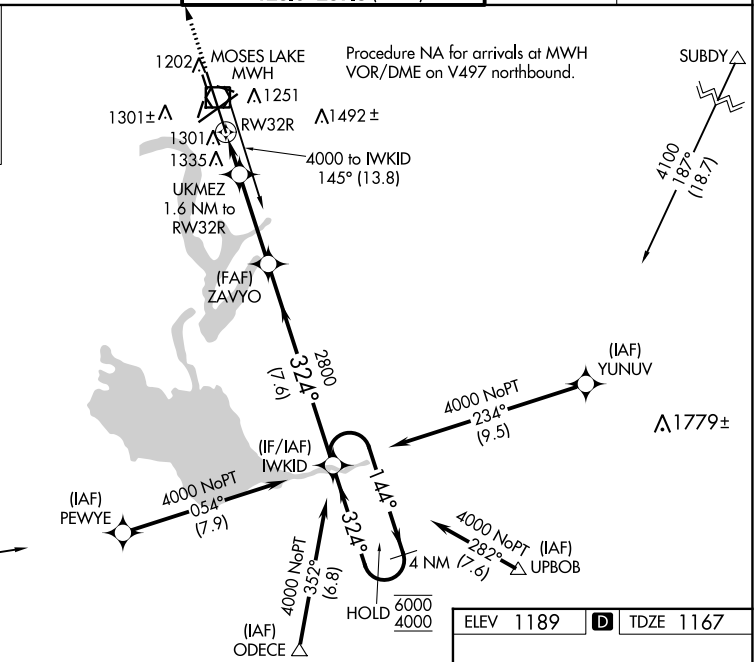 MOSES LAKE
MWH
Procedure NA for arrivals at MWH
VOR/DME on V497 northbound.
SUBDY
1202
1251
1301±
RW32R
1492±
1301
1335
4000 to IWKID
145° (13.8)
4100
187°
(18.7)
UKMEZ
1.6 NM to
RW32R
(FAF)
ZAVYO
2800
324°
(7.6)
(IAF)
YUNUV
4000 NoPT
234°
(9.5)
1779±
(IF/IAF)
IWKID
(IAF)
PEWYE
4000 NoPT
054°
(7.9)
144°
324°
4 NM
4000 NoPT
282°
(7.6)
(IAF)
UPBOB
4000 NoPT
352°
(6.8)
HOLD
6000
4000
(IAF)
ODECE
ELEV 1189 D TDZE 1167